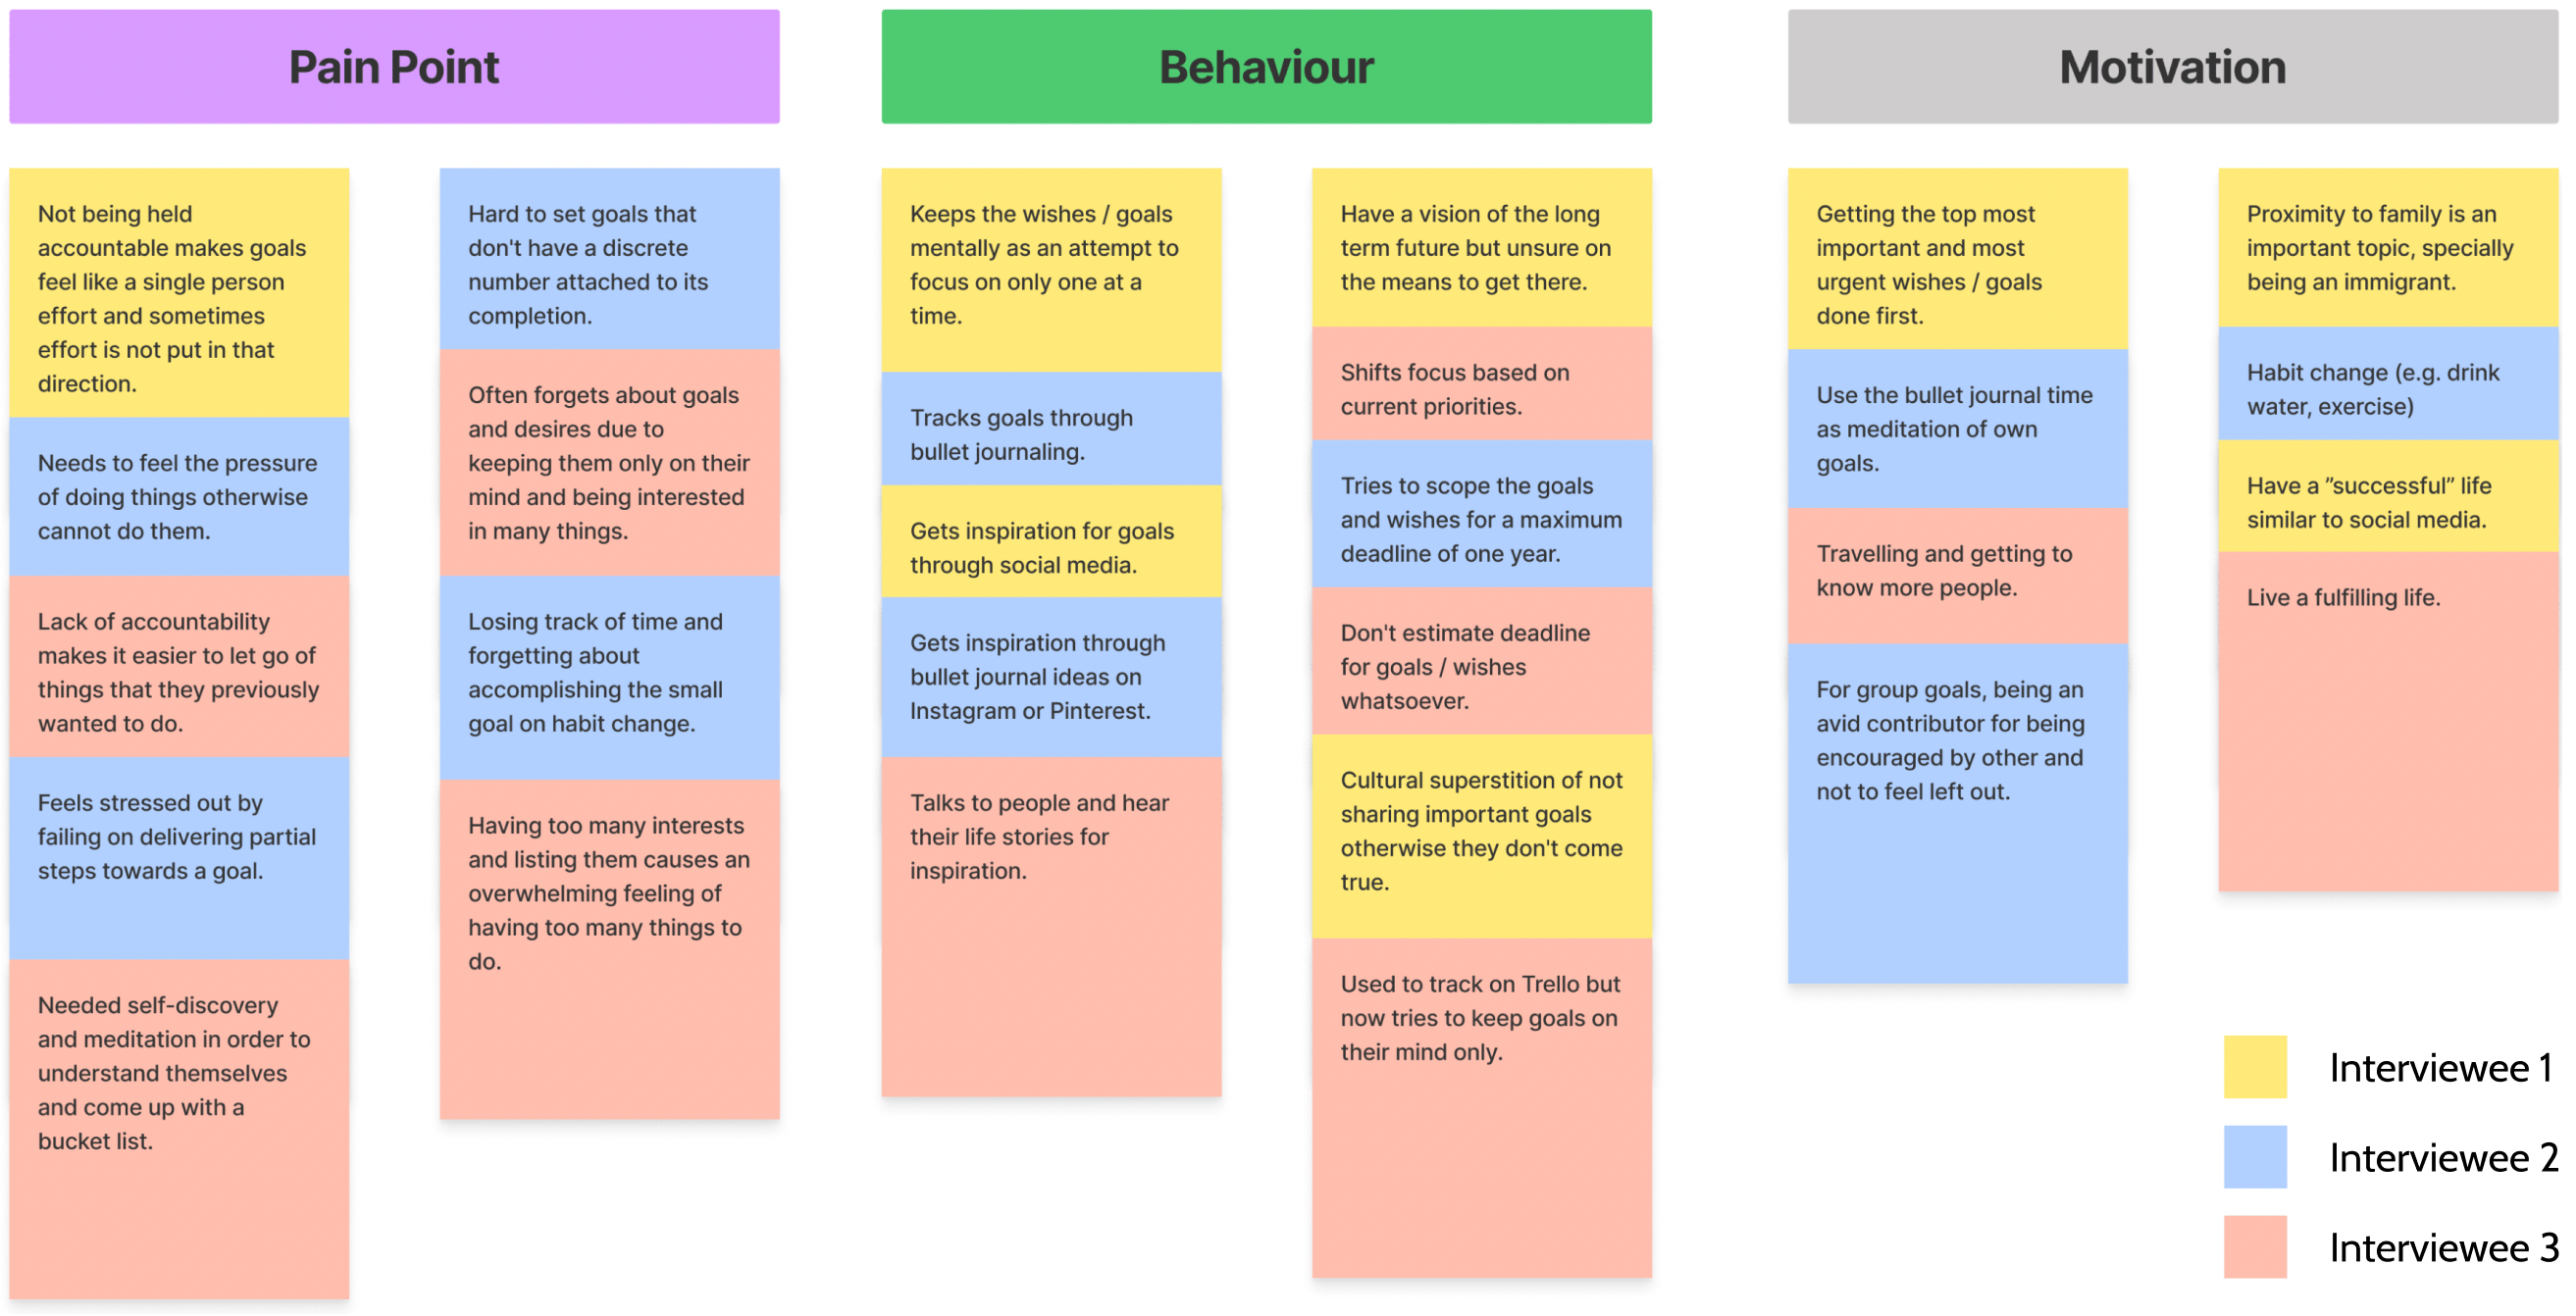 Pain Point
Not being held
accountable makes goals
feel like a single person
effort and sometimes
effort is not put in that
direction.
Needs to feel the pressure
of doing things otherwise
cannot do them.
Lack of accountability
makes it easier to let go of
things that they previously
wanted to do.
Feels stressed out by
failing on delivering partial
steps towards a goal.
Needed self-discovery
and meditation in order to
understand themselves
and come up with a
bucket list.
Hard to set goals that
don't have a discrete
number attached to its
completion.
Often forgets about goals
and desires due to
keeping them only on their
mind and being interested
in many things.
Losing track of time and
forgetting about
accomplishing the small
goal on habit change.
Having too many interests
and listing them causes an
overwhelming feeling of
having too many things to
do.
Behaviour
Keeps the wishes / goals
mentally as an attempt to
focus on only one at a
time.
Tracks goals through
bullet journaling.
Gets inspiration for goals
through social media.
Gets inspiration through
bullet journal ideas on
Instagram or Pinterest.
Talks to people and hear
their life stories for
inspiration.
Have a vision of the long
term future but unsure on
the means to get there.
Shifts focus based on
current priorities.
Tries to scope the goals
and wishes for a maximum
deadline of one year.
Don't estimate deadline
for goals / wishes
whatsoever.
Cultural superstition of not
sharing important goals
otherwise they don't come
true.
Used to track on Trello but
now tries to keep goals on
their mind only.
Motivation
Getting the top most
important and most
urgent wishes / goals
done first.
Use the bullet journal time
as meditation of own
goals.
Travelling and getting to
know more people.
For group goals, being an
avid contributor for being
encouraged by other and
not to feel left out.
Proximity to family is an
important topic, specially
being an immigrant.
Habit change (e.g. drink
water, exercise)
Have a ”successful” life
similar to social media.
Live a fulfilling life.
Interviewee 1
Interviewee 2
Interviewee 3